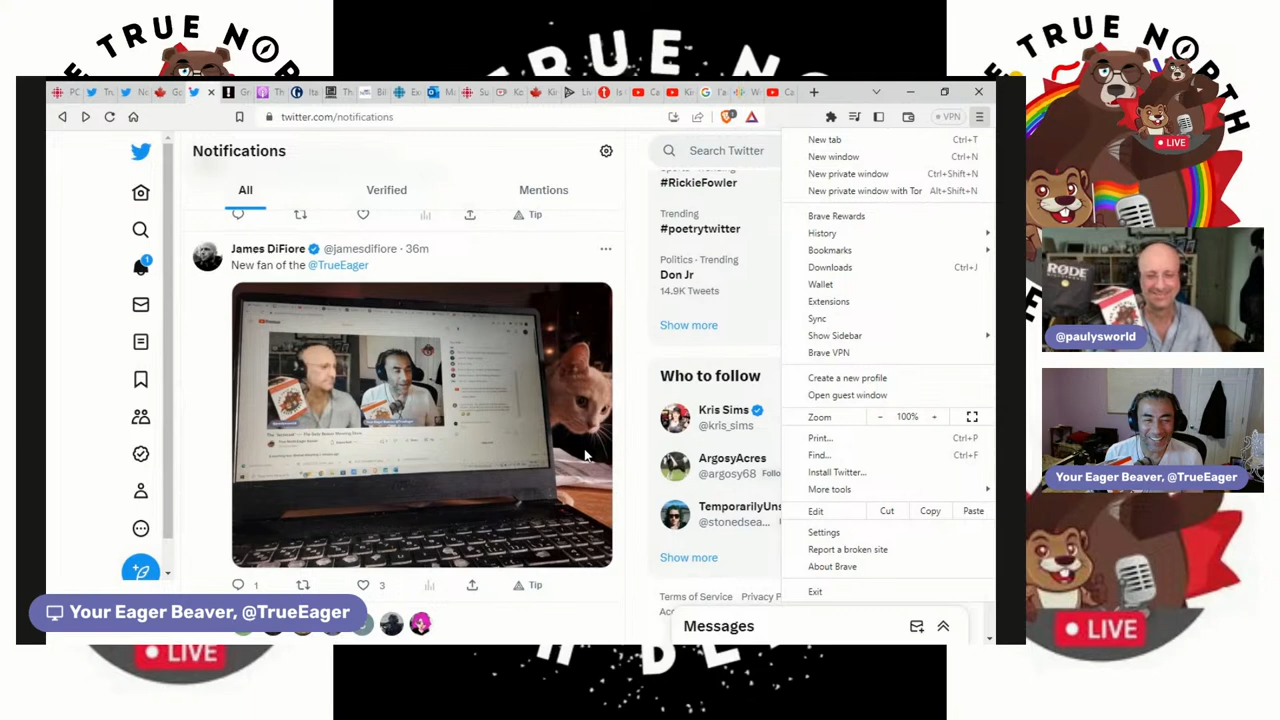 TRUE NO
TRUE N
TRUE NO
twitter.com/notifications
VPN
Notifications
All
Verified
Mentions
Tip
James DiFiore @jamesdifiore · 36m
New fan of the @TrueEager
1
3
Tip
Search Twitter
#RickieFowler
Trending
#poetrytwitter
Politics · Trending
Don Jr
14.9K Tweets
Show more
Who to follow
Kris Sims
@kris_sims
ArgosyAcres
@argosy68 Follo
TemporarilyUns
@stonedsea...
Show more
Terms of Service Privacy P
Messages
New tab Ctrl+T
New window Ctrl+N
New private window Ctrl+Shift+N
New private window with Tor Alt+Shift+N
Brave Rewards
History
Bookmarks
Downloads Ctrl+J
Wallet
Extensions
Sync
Show Sidebar
Brave VPN
Create a new profile
Open guest window
Zoom - 100% +
Print... Ctrl+P
Find... Ctrl+F
Install Twitter...
More tools
Edit Cut Copy Paste
Settings
Report a broken site
About Brave
Exit
LIVE
RØDE
@paulysworld
Your Eager Beaver, @TrueEager
Your Eager Beaver, @TrueEager
LIVE
LIVE